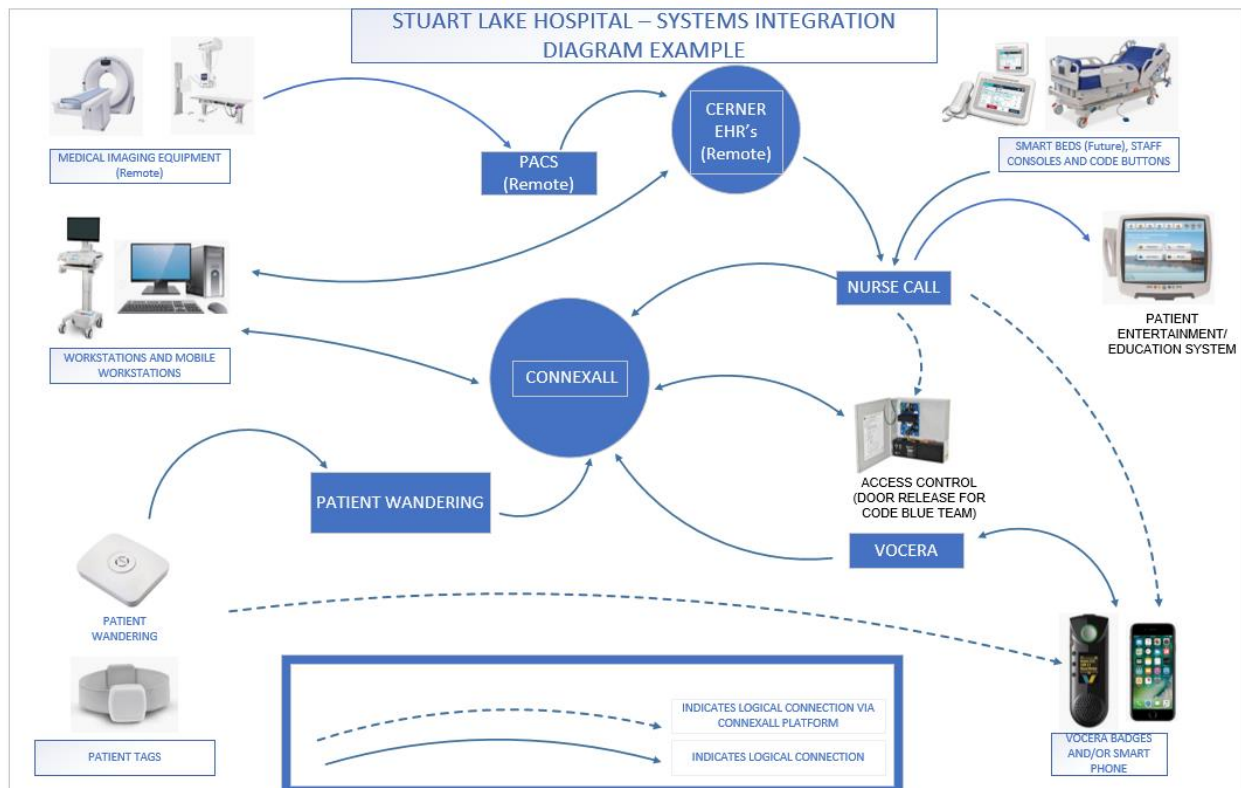 STUART LAKE HOSPITAL – SYSTEMS INTEGRATION
DIAGRAM EXAMPLE
MEDICAL IMAGING EQUIPMENT
(Remote)
PACS
(Remote)
CERNER
EHR's
(Remote)
SMART BEDS (Future), STAFF
CONSOLES AND CODE BUTTONS
NURSE CALL
PATIENT
ENTERTAINMENT/
EDUCATION SYSTEM
WORKSTATIONS AND MOBILE
WORKSTATIONS
CONNEXALL
ACCESS CONTROL
(DOOR RELEASE FOR
CODE BLUE TEAM)
PATIENT WANDERING
VOCERA
PATIENT
WANDERING
PATIENT TAGS
INDICATES LOGICAL CONNECTION VIA
CONNEXALL PLATFORM
INDICATES LOGICAL CONNECTION
VOCERA BADGES
AND/OR SMART
PHONE